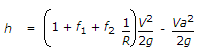 h = (1 + f₁ + f₂ 1/R) V²/2g - Va²/2g